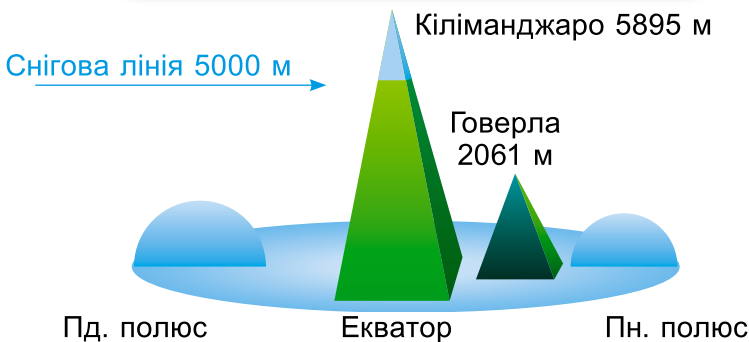 Кіліманджаро 5895 м
Снігова лінія 5000 м
Говерла
2061 м
Пд. полюс
Екватор
Пн. полюс